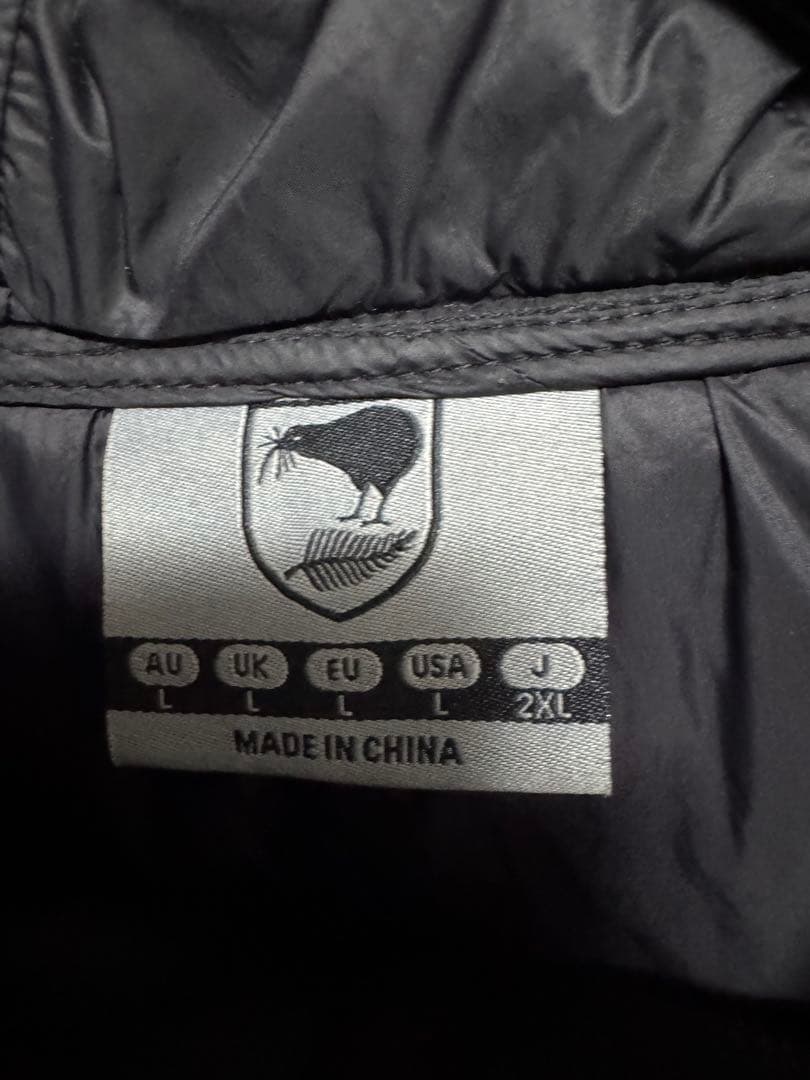 AU UK EU USA J
L L L L 2XL
MADE IN CHINA